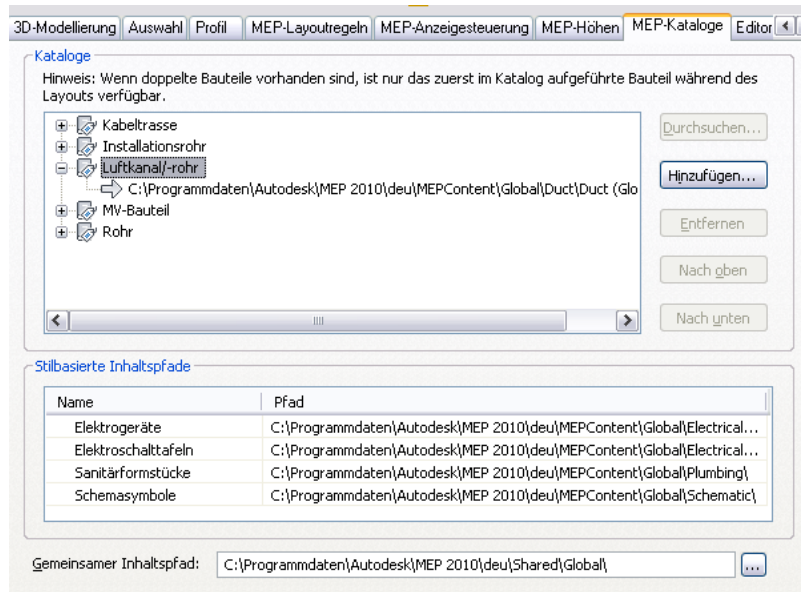 3D-Modellierung Auswahl Profil MEP-Layoutregeln MEP-Anzeigesteuerung MEP-Höhen MEP-Kataloge Editor
Kataloge
Hinweis: Wenn doppelte Bauteile vorhanden sind, ist nur das zuerst im Katalog aufgeführte Bauteil während des
Layouts verfügbar.
Kabeltrasse
Durchsuchen...
Installationsrohr
Luftkanal/-rohr
Hinzufügen...
C:\Programmdaten\Autodesk\MEP 2010\deu\MEPContent\Global\Duct\Duct (Glo
MV-Bauteil
Entfernen
Rohr
Nach oben
Nach unten
Stilbasierte Inhaltspfade
Name Pfad
Elektrogeräte C:\Programmdaten\Autodesk\MEP 2010\deu\MEPContent\Global\Electrical...
Elektroschalttafeln C:\Programmdaten\Autodesk\MEP 2010\deu\MEPContent\Global\Electrical...
Sanitärformstücke C:\Programmdaten\Autodesk\MEP 2010\deu\MEPContent\Global\Plumbing\
Schemasymbole C:\Programmdaten\Autodesk\MEP 2010\deu\MEPContent\Global\Schematic\
Gemeinsamer Inhaltspfad: C:\Programmdaten\Autodesk\MEP 2010\deu\Shared\Global\ ...